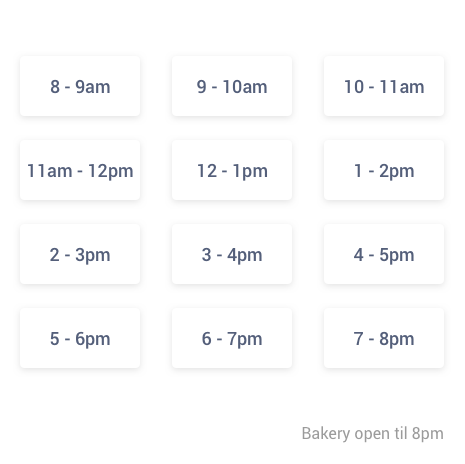 8 - 9am
9 - 10am
10 - 11am
11am - 12pm
12 - 1pm
1 - 2pm
2 - 3pm
3 - 4pm
4 - 5pm
5 - 6pm
6 - 7pm
7 - 8pm
Bakery open til 8pm